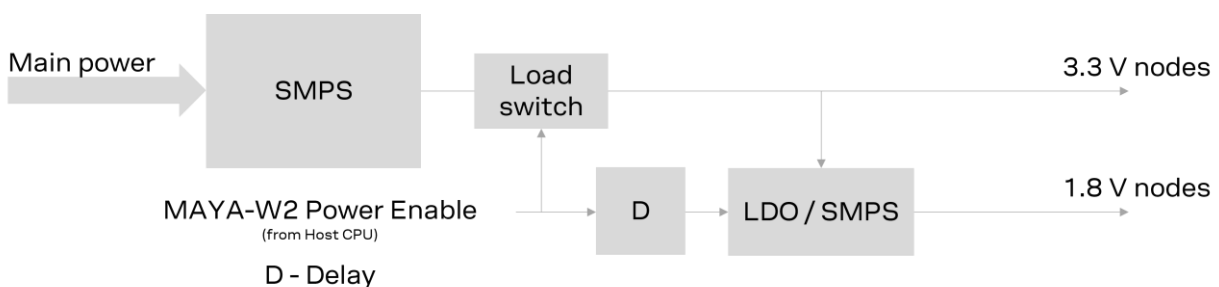 Main power
SMPS
Load
switch
3.3 V nodes
MAYA-W2 Power Enable
(from Host CPU)
D
LDO / SMPS
1.8 V nodes
D - Delay